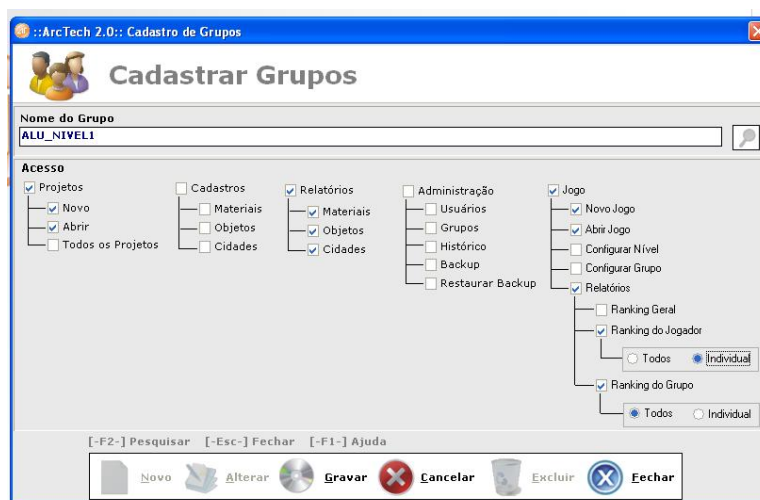 ::ArcTech 2.0:: Cadastro de Grupos
Cadastrar Grupos
Nome do Grupo
ALU_NIVEL1
Acesso
Projetos
Novo
Abrir
Todos os Projetos
Cadastros
Materiais
Objetos
Cidades
Relatórios
Materiais
Objetos
Cidades
Administração
Usuários
Grupos
Histórico
Backup
Restaurar Backup
Jogo
Novo Jogo
Abrir Jogo
Configurar Nível
Configurar Grupo
Relatórios
Ranking Geral
Ranking do Jogador
Todos Individual
Ranking do Grupo
Todos Individual
[-F2-] Pesquisar [-Esc-] Fechar [-F1-] Ajuda
Novo Alterar Gravar Cancelar Excluir Fechar